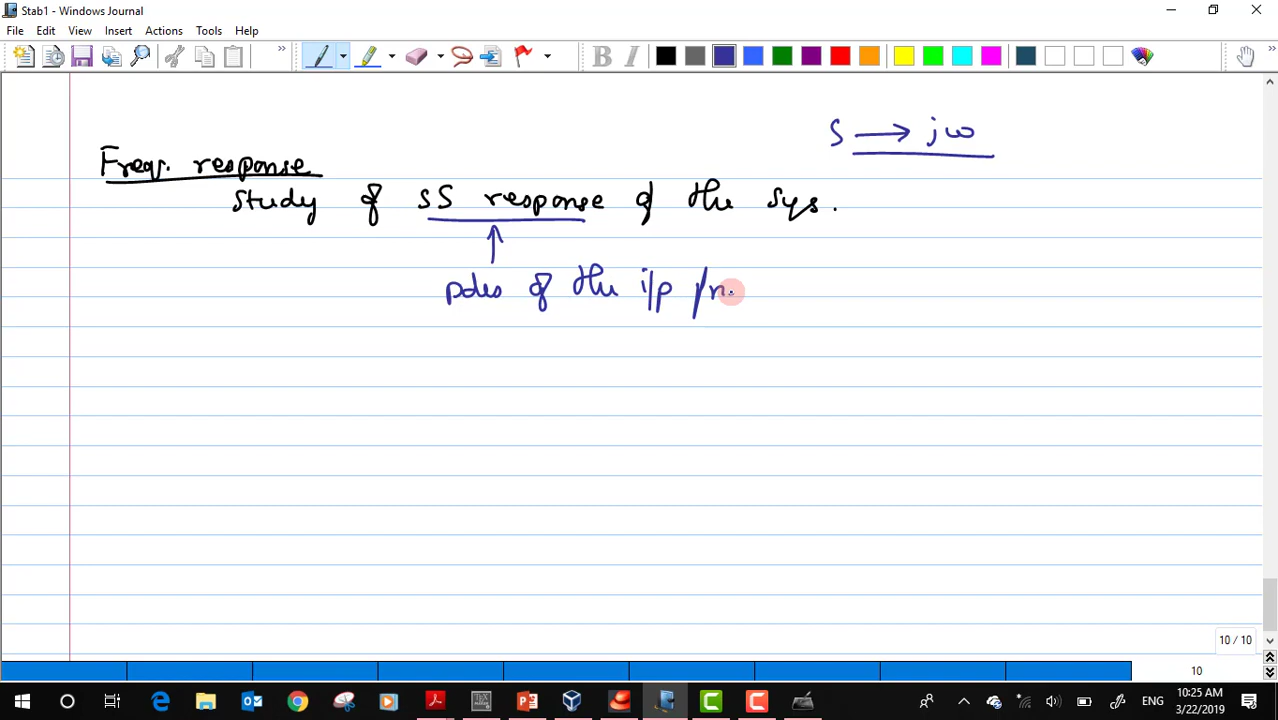 Stab1 - Windows Journal
File Edit View Insert Actions Tools Help
S → jω
Freq. response
study of SS response of the sys.
↑
poles of the i/p
10 / 10
10
ENG
10:25 AM
3/22/2019